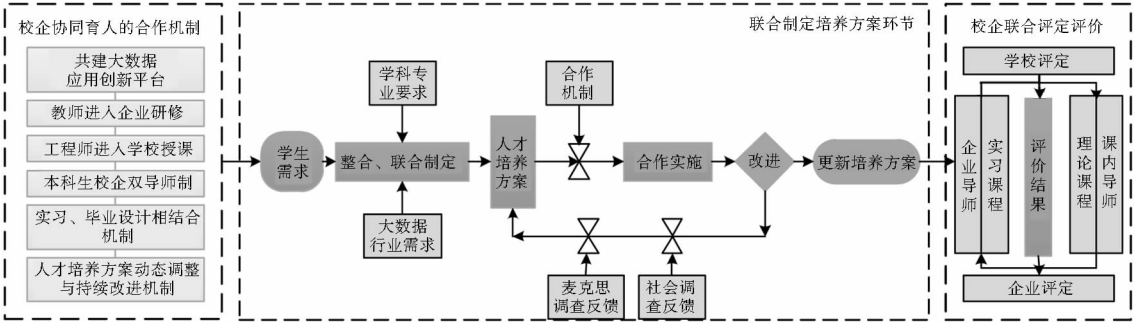 校企协同育人的合作机制
共建大数据
应用创新平台
教师进入企业研修
工程师进入学校授课
本科生校企双导师制
实习、毕业设计相结合
机制
人才培养方案动态调整
与持续改进机制
联合制定培养方案环节
学科专
业要求
合作
机制
学生
需求
整合、联合制定
人才
培养
方案
合作实施
改进
更新培养方案
大数据
行业需求
麦克思
调查反馈
社会调
查反馈
校企联合评定评价
学校评定
企业导师
实习课程
评价结果
理论课程
课内导师
企业评定